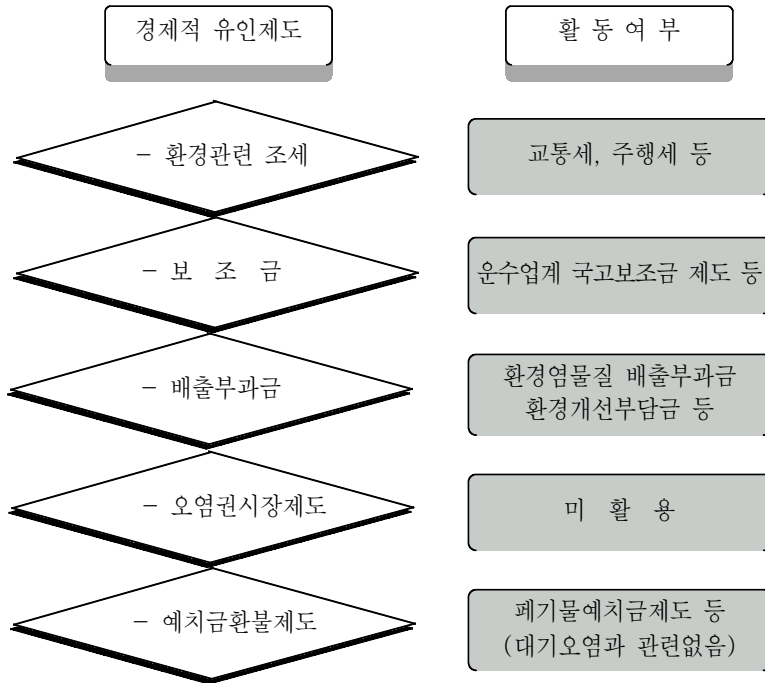 경제적 유인제도
활 동 여 부
- 환경관련 조세
교통세, 주행세 등
- 보 조 금
운수업계 국고보조금 제도 등
- 배출부과금
환경염물질 배출부과금
환경개선부담금 등
- 오염권시장제도
미 활 용
- 예치금환불제도
폐기물예치금제도 등
(대기오염과 관련없음)